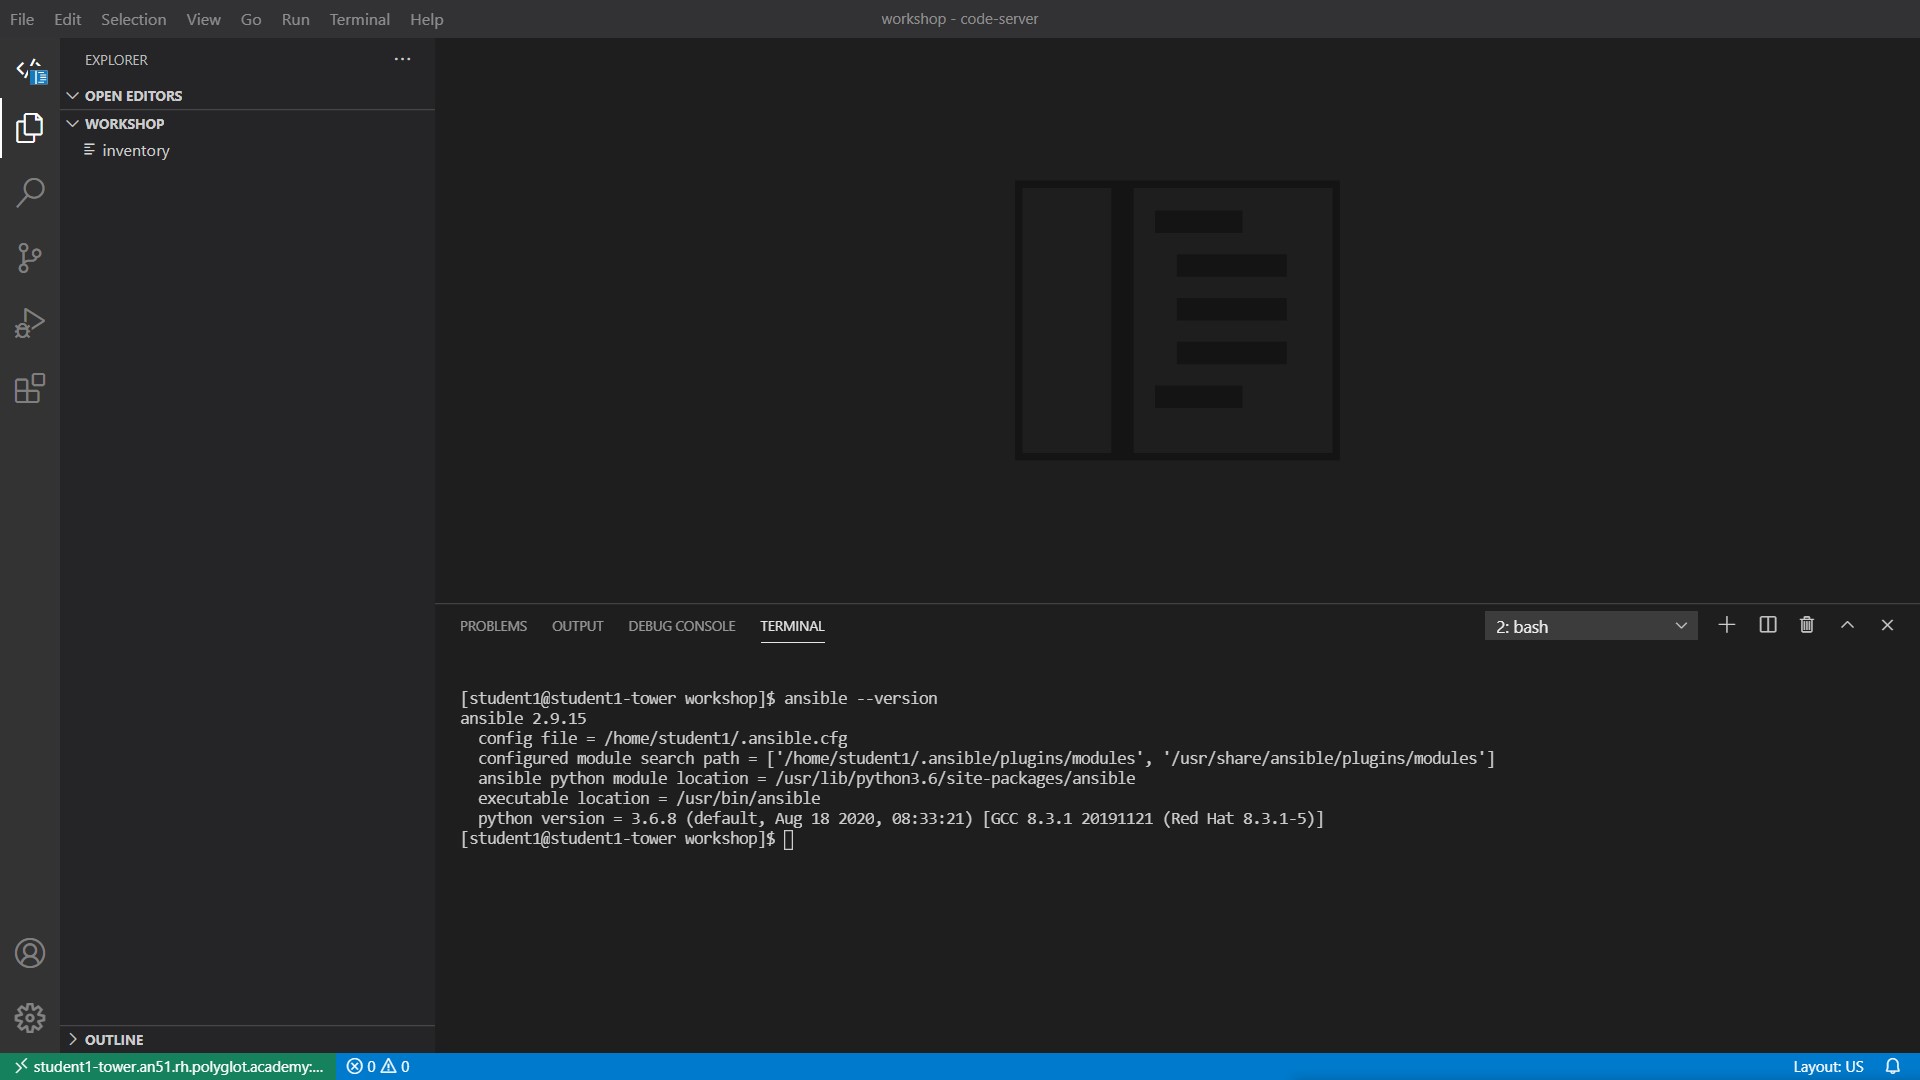 File Edit Selection View Go Run Terminal Help
workshop - code-server
EXPLORER
OPEN EDITORS
WORKSHOP
inventory
PROBLEMS OUTPUT DEBUG CONSOLE TERMINAL
2: bash
[student1@student1-tower workshop]$ ansible --version
ansible 2.9.15
  config file = /home/student1/.ansible.cfg
  configured module search path = ['/home/student1/.ansible/plugins/modules', '/usr/share/ansible/plugins/modules']
  ansible python module location = /usr/lib/python3.6/site-packages/ansible
  executable location = /usr/bin/ansible
  python version = 3.6.8 (default, Aug 18 2020, 08:33:21) [GCC 8.3.1 20191121 (Red Hat 8.3.1-5)]
[student1@student1-tower workshop]$
OUTLINE
student1-tower.an51.rh.polyglot.academy:... 0 0
Layout: US